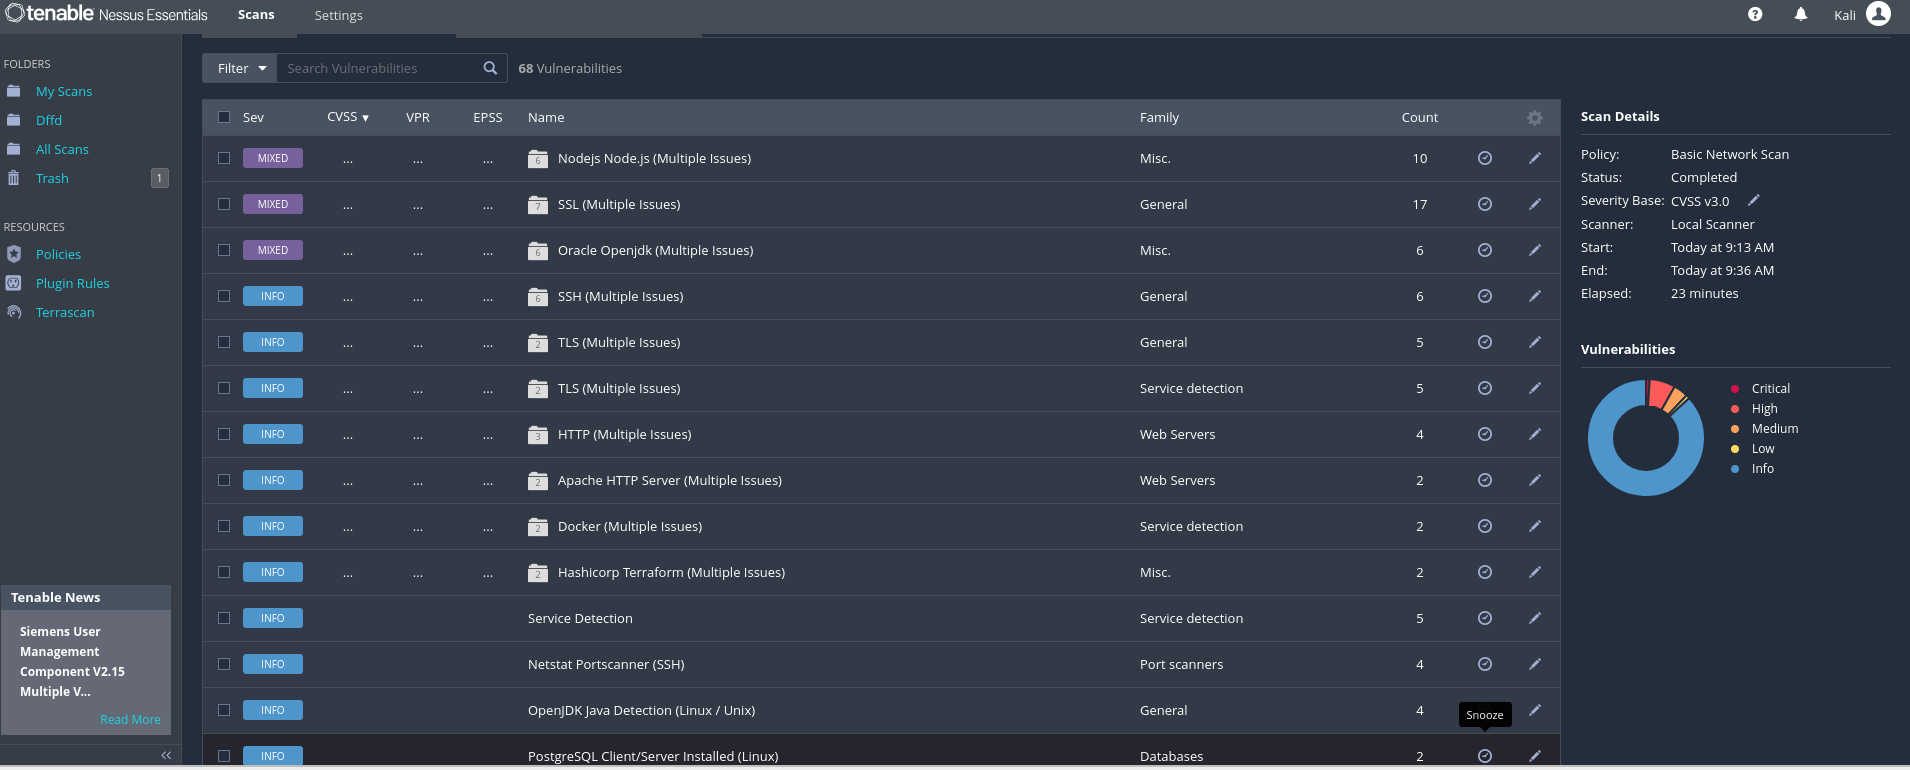 tenable Nessus Essentials Scans Settings Kali
FOLDERS
My Scans
Dffd
All Scans
Trash 1
RESOURCES
Policies
Plugin Rules
Terrascan
Tenable News
Siemens User
Management
Component V2.15
Multiple V...
Read More
Filter Search Vulnerabilities 68 Vulnerabilities
Sev CVSS VPR EPSS Name Family Count
MIXED ... ... ... 6 Nodejs Node.js (Multiple Issues) Misc. 10
MIXED ... ... ... 7 SSL (Multiple Issues) General 17
MIXED ... ... ... 6 Oracle Openjdk (Multiple Issues) Misc. 6
INFO ... ... ... 6 SSH (Multiple Issues) General 6
INFO ... ... ... 2 TLS (Multiple Issues) General 5
INFO ... ... ... 2 TLS (Multiple Issues) Service detection 5
INFO ... ... ... 3 HTTP (Multiple Issues) Web Servers 4
INFO ... ... ... 2 Apache HTTP Server (Multiple Issues) Web Servers 2
INFO ... ... ... 2 Docker (Multiple Issues) Service detection 2
INFO ... ... ... 2 Hashicorp Terraform (Multiple Issues) Misc. 2
INFO Service Detection Service detection 5
INFO Netstat Portscanner (SSH) Port scanners 4
INFO OpenJDK Java Detection (Linux / Unix) General 4
Snooze
INFO PostgreSQL Client/Server Installed (Linux) Databases 2
Scan Details
Policy: Basic Network Scan
Status: Completed
Severity Base: CVSS v3.0
Scanner: Local Scanner
Start: Today at 9:13 AM
End: Today at 9:36 AM
Elapsed: 23 minutes
Vulnerabilities
Critical
High
Medium
Low
Info